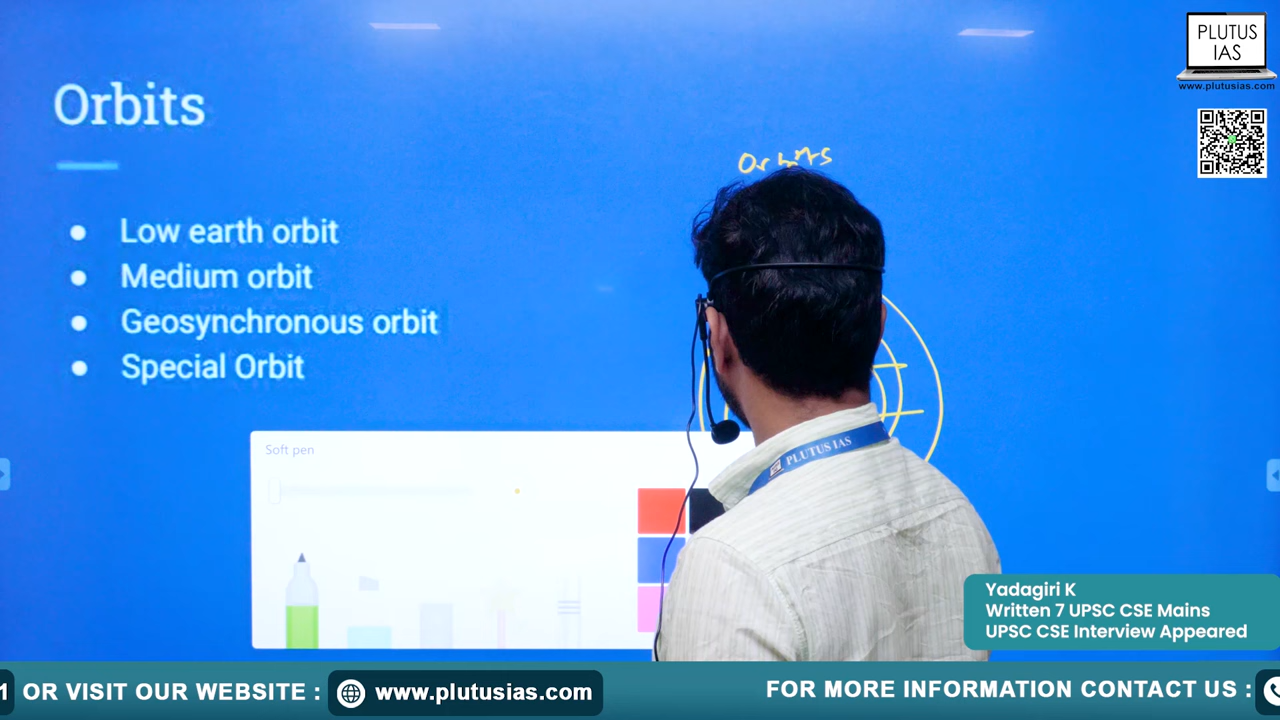 PLUTUS
IAS
www.plutusias.com
Orbits
Orbits
● Low earth orbit
● Medium orbit
● Geosynchronous orbit
● Special Orbit
Soft pen
PLUTUS IAS
Yadagiri K
Written 7 UPSC CSE Mains
UPSC CSE Interview Appeared
1 OR VISIT OUR WEBSITE : www.plutusias.com FOR MORE INFORMATION CONTACT US :